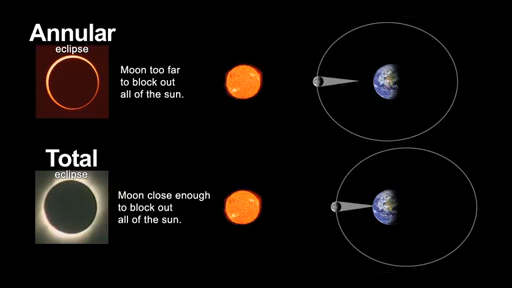 Annular
eclipse
Moon too far
to block out
all of the sun.
Total
eclipse
Moon close enough
to block out
all of the sun.